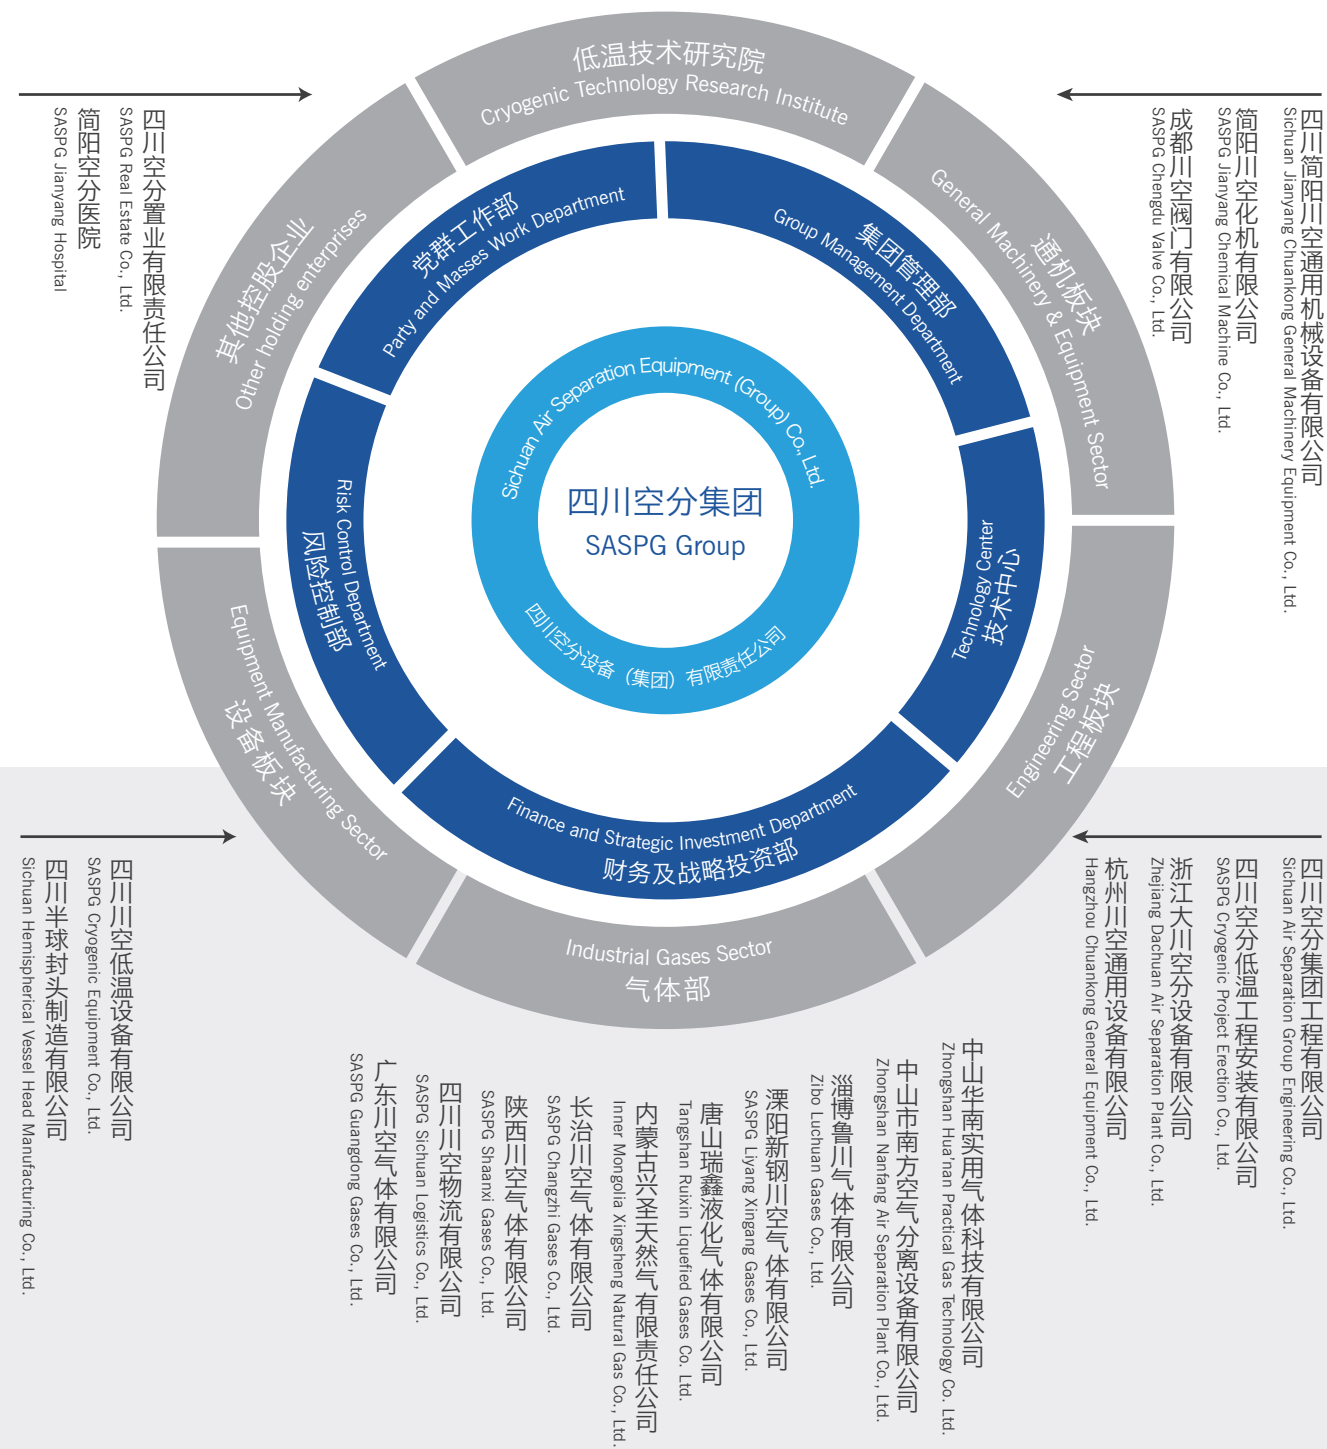 低温技术研究院
Cryogenic Technology Research Institute
通机板块
General Machinery & Equipment Sector
Engineering Sector
工程板块
Industrial Gases Sector
气体部
Equipment Manufacturing Sector
设备板块
其他控股企业
Other holding enterprises
党群工作部
Party and Masses Work Department
集团管理部
Group Management Department
Technology Center
技术中心
Finance and Strategic Investment Department
财务及战略投资部
Risk Control Department
风险控制部
Sichuan Air Separation Equipment (Group) Co., Ltd.
四川空分集团
SASPG Group
四川空分设备（集团）有限责任公司
四川空分置业有限责任公司
SASPG Real Estate Co., Ltd.
简阳空分医院
SASPG Jianyang Hospital
四川简阳川空通用机械设备有限公司
Sichuan Jianyang Chuankong General Machinery Equipment Co., Ltd.
简阳川空化机有限公司
SASPG Jianyang Chemical Machine Co., Ltd.
成都川空阀门有限公司
SASPG Chengdu Valve Co., Ltd.
四川川空低温设备有限公司
SASPG Cryogenic Equipment Co., Ltd.
四川半球封头制造有限公司
Sichuan Hemispherical Vessel Head Manufacturing Co., Ltd.
四川空分集团工程有限公司
Sichuan Air Separation Group Engineering Co., Ltd.
四川空分低温工程安装有限公司
SASPG Cryogenic Project Erection Co., Ltd.
浙江大川空分设备有限公司
Zhejiang Dachuan Air Separation Plant Co., Ltd.
杭州川空通用设备有限公司
Hangzhou Chuankong General Equipment Co., Ltd.
中山华南实用气体科技有限公司
Zhongshan Hua'nan Practical Gas Technology Co. Ltd.
中山市南方空气分离设备有限公司
Zhongshan Nanfang Air Separation Plant Co., Ltd.
淄博鲁川气体有限公司
Zibo Luchuan Gases Co., Ltd.
溧阳新钢川空气体有限公司
SASPG Liyang Xingang Gases Co., Ltd.
唐山瑞鑫液化气体有限公司
Tangshan Ruixin Liquefied Gases Co. Ltd.
内蒙古兴圣天然气有限责任公司
Inner Mongolia Xingsheng Natural Gas Co., Ltd.
长治川空气体有限公司
SASPG Changzhi Gases Co., Ltd.
陕西川空气体有限公司
SASPG Shaanxi Gases Co., Ltd.
四川川空物流有限公司
SASPG Sichuan Logistics Co., Ltd.
广东川空气体有限公司
SASPG Guangdong Gases Co., Ltd.